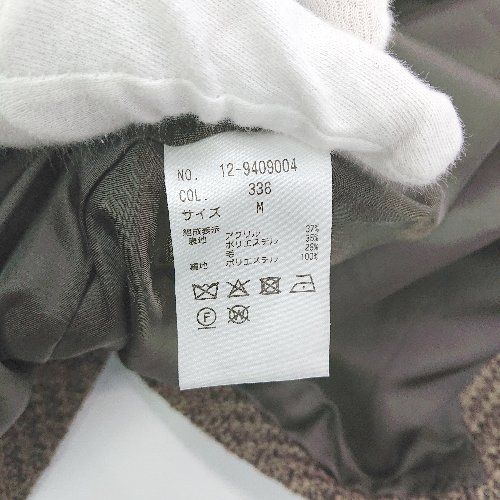 NO. 12-9409004
COL. 336
サイズ M
組成表示
表地 アクリル 37%
ポリエステル 35%
毛 28%
裏地 ポリエステル 100%
F W